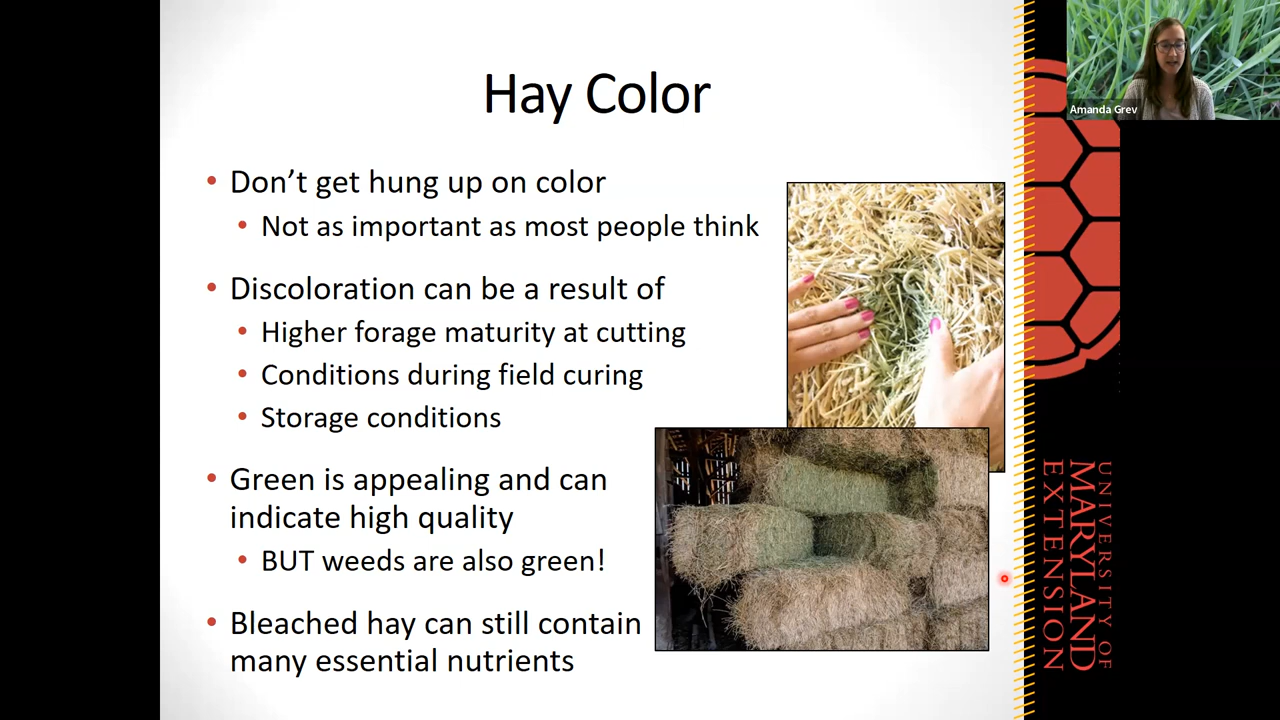 Hay Color
• Don’t get hung up on color
• Not as important as most people think
• Discoloration can be a result of
• Higher forage maturity at cutting
• Conditions during field curing
• Storage conditions
• Green is appealing and can
indicate high quality
• BUT weeds are also green!
• Bleached hay can still contain
many essential nutrients
Amanda Grev
UNIVERSITY OF
MARYLAND
EXTENSION